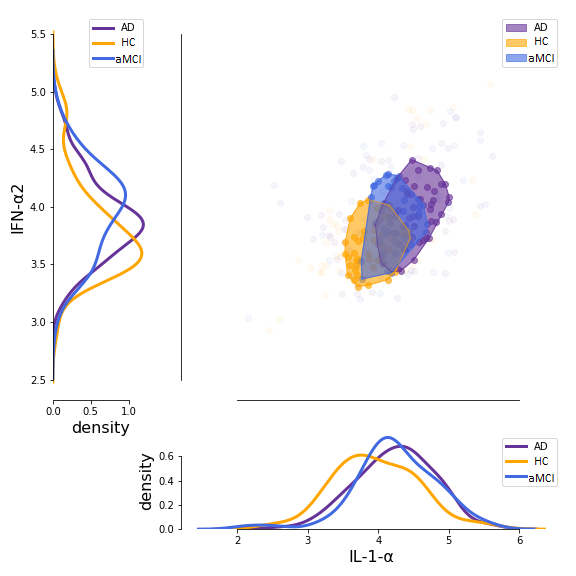 AD
HC
aMCI
AD
HC
aMCI
5.5
5.0
4.5
4.0
3.5
3.0
2.5
IFN-α2
0.0 0.5 1.0
density
AD
HC
aMCI
0.6
0.4
0.2
0.0
density
2 3 4 5 6
IL-1-α